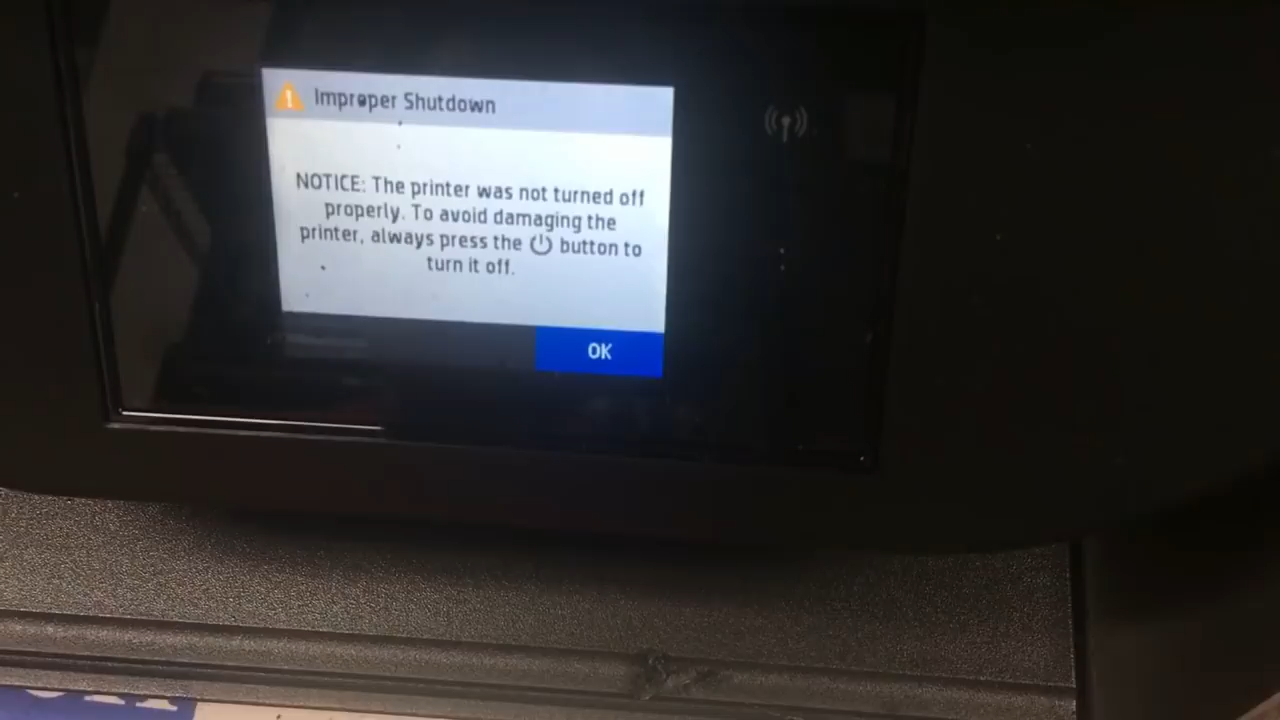 Improper Shutdown
NOTICE: The printer was not turned off
properly. To avoid damaging the
printer, always press the button to
turn it off.
OK